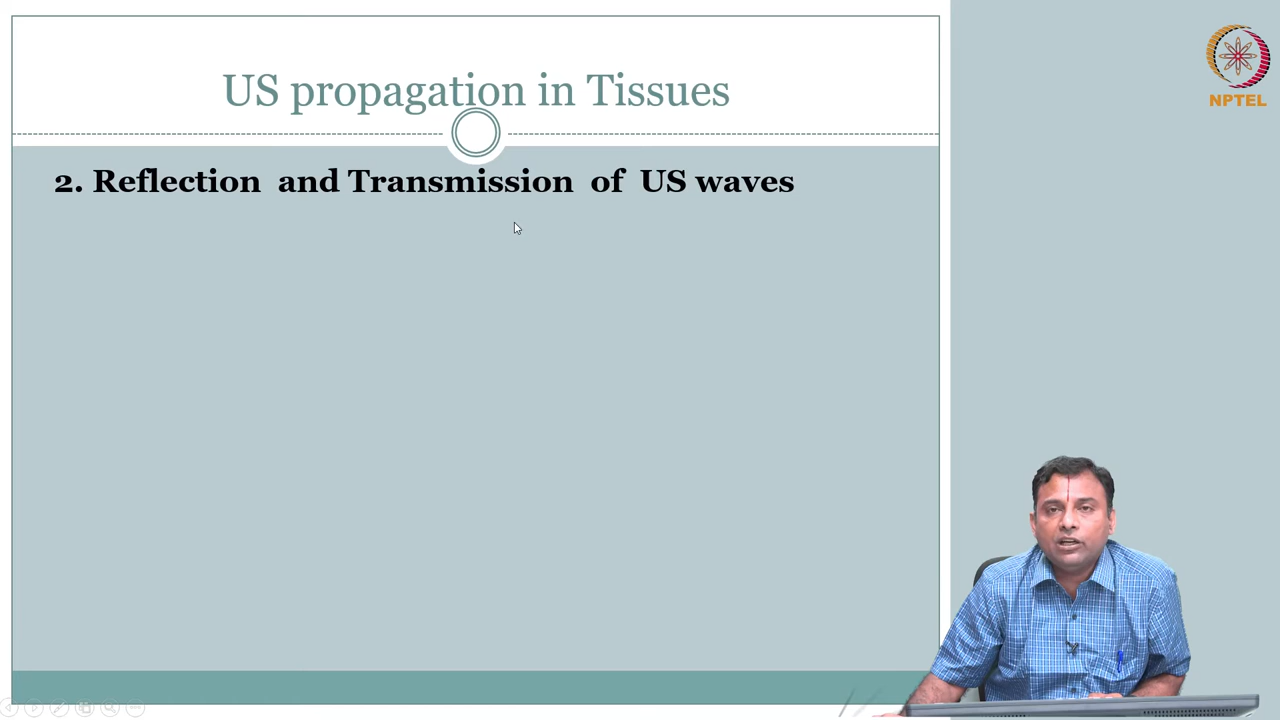 US propagation in Tissues
2. Reflection and Transmission of US waves
NPTEL